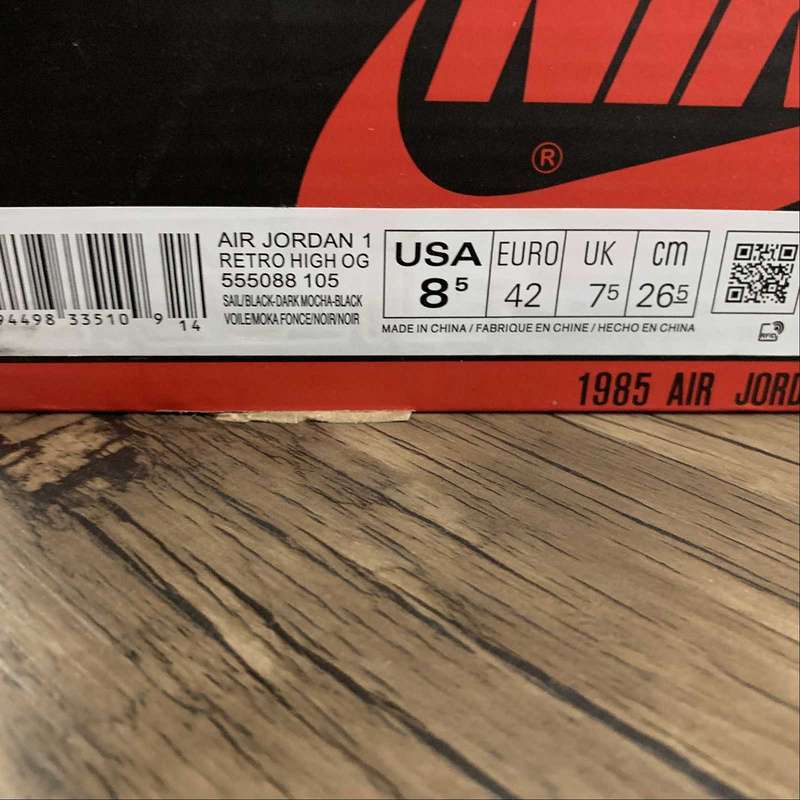 ®
AIR JORDAN 1
RETRO HIGH OG
555088 105
SAIL/BLACK-DARK MOCHA-BLACK
VOILE/MOKA FONCE/NOIR/NOIR
94498 33510 9 14
USA EURO UK cm
8⁵ 42 7⁵ 26⁵
MADE IN CHINA / FABRIQUE EN CHINE / HECHO EN CHINA
1985 AIR JORD